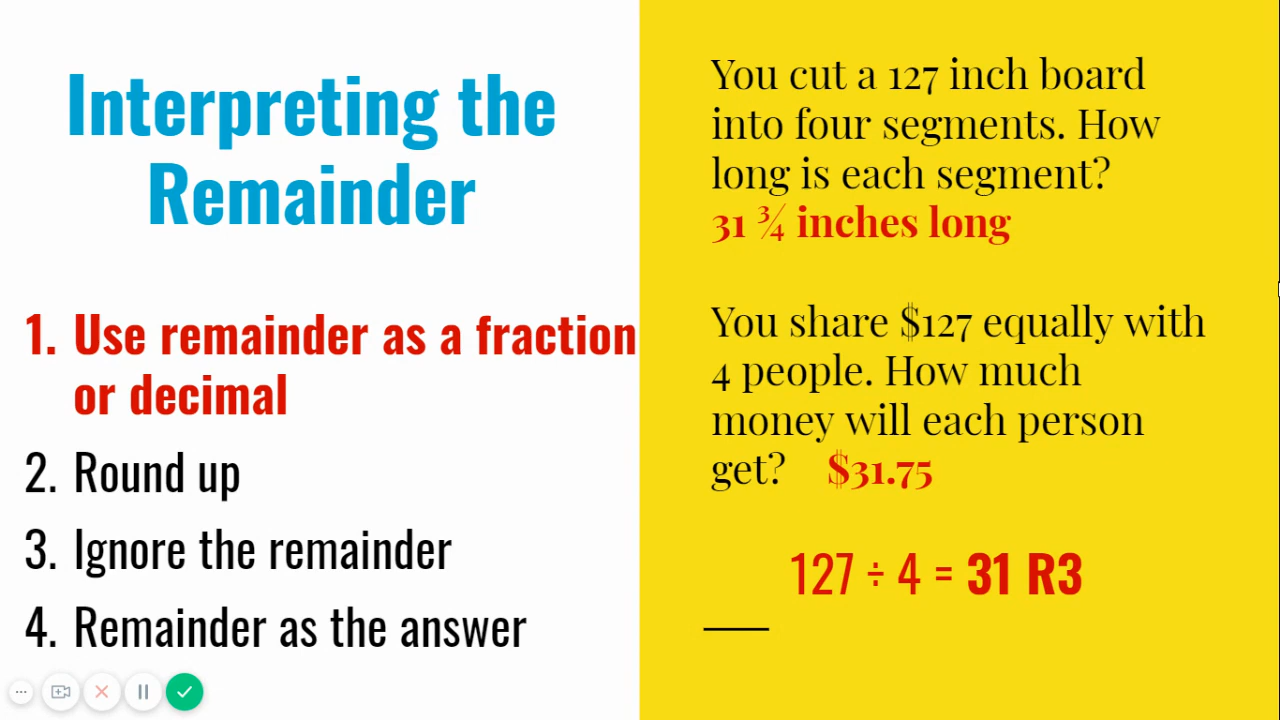 Interpreting the
Remainder
1. Use remainder as a fraction
or decimal
2. Round up
3. Ignore the remainder
4. Remainder as the answer
You cut a 127 inch board
into four segments. How
long is each segment?
31 ¾ inches long
You share $127 equally with
4 people. How much
money will each person
get? $31.75
127 ÷ 4 = 31 R3